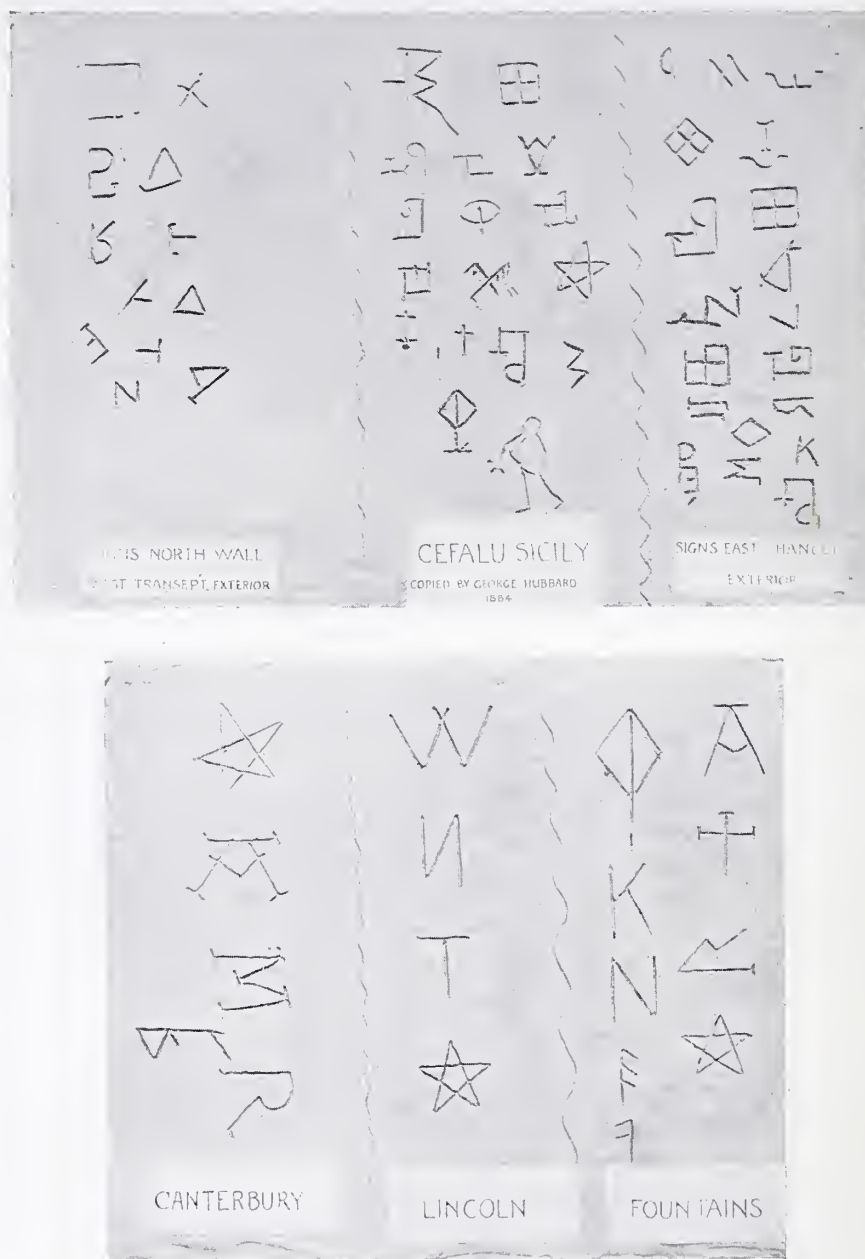 NORTH WALL
TRANSEPT, EXTERIOR
CEFALU SICILY
COPIED BY GEORGE HUBBARD
1884
SIGNS EAST
EXTERIOR
CANTERBURY
LINCOLN
FOUNTAINS